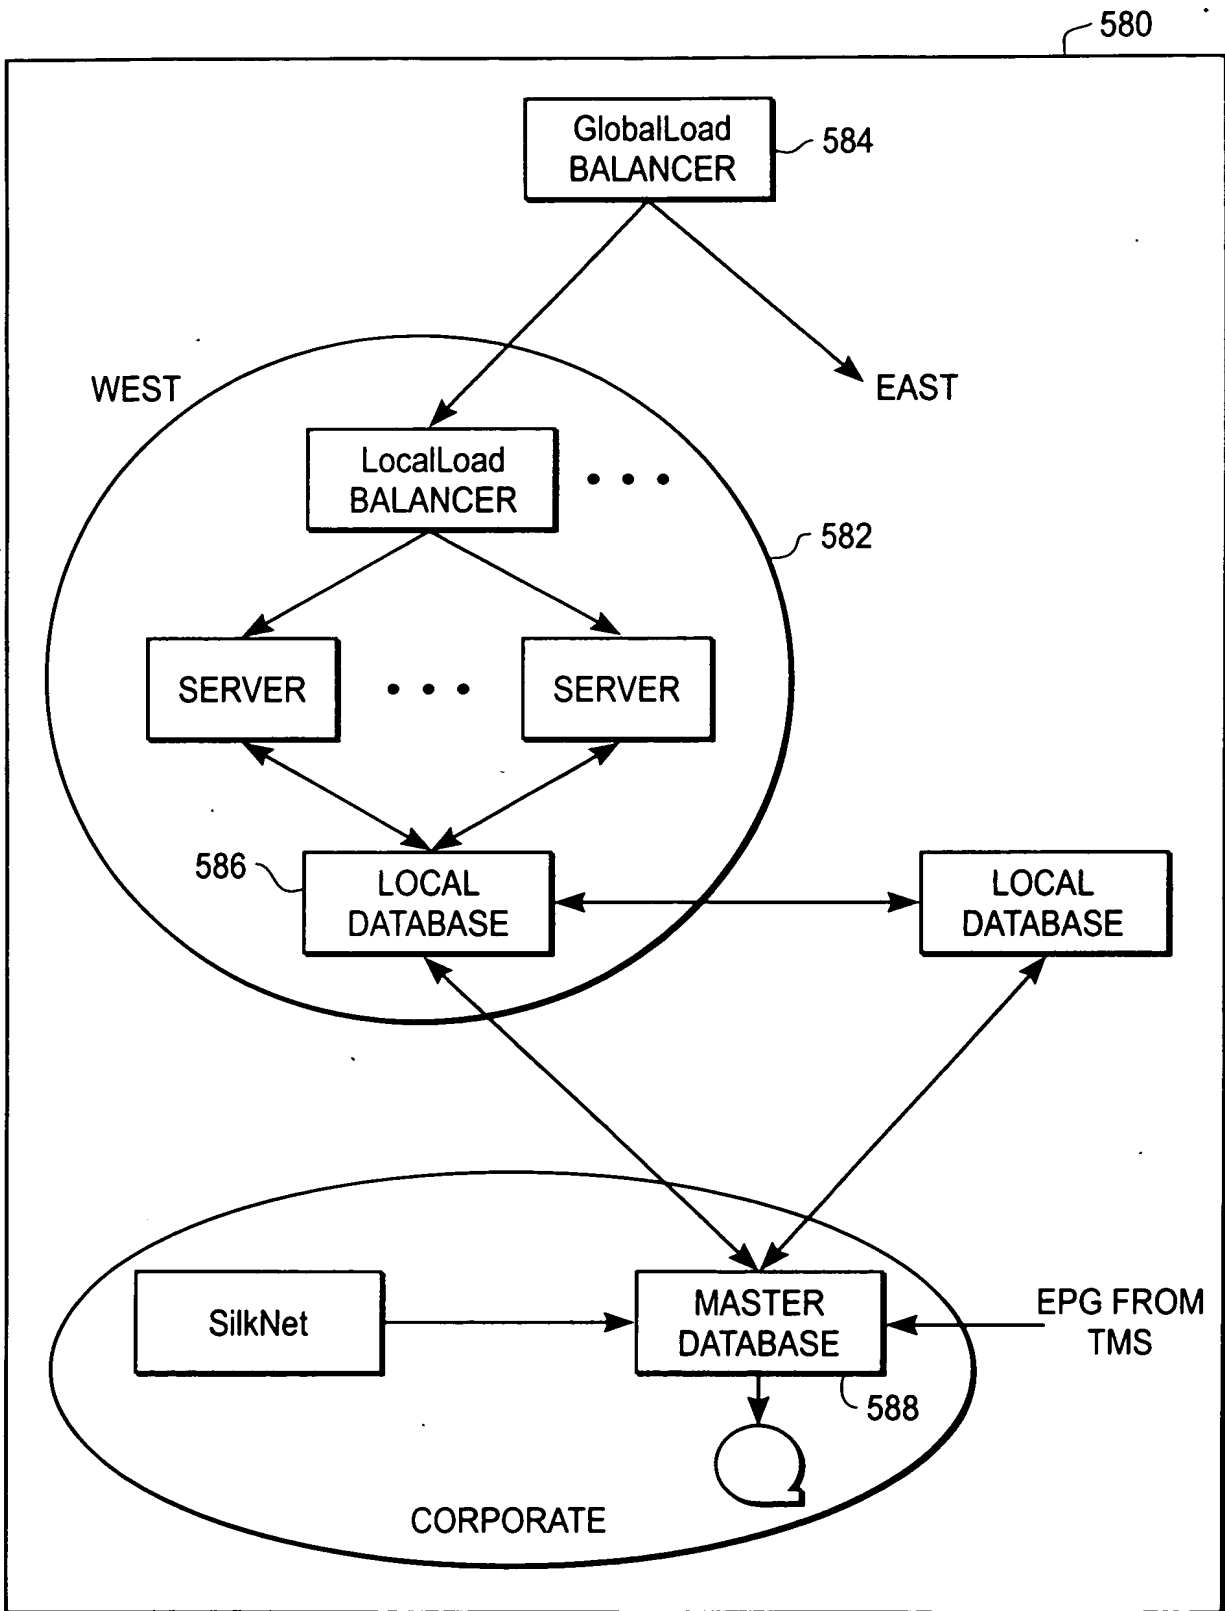 580
GlobalLoad
BALANCER
584
WEST
EAST
LocalLoad
BALANCER
582
SERVER
SERVER
586
LOCAL
DATABASE
LOCAL
DATABASE
SilkNet
MASTER
DATABASE
EPG FROM
TMS
588
CORPORATE